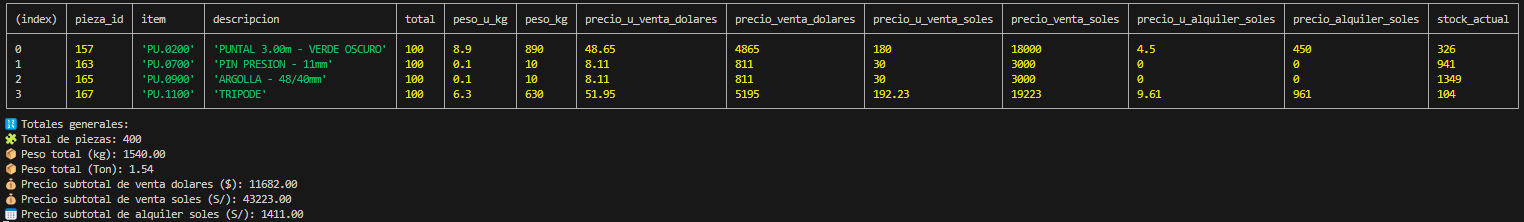 (index) pieza_id item descripcion total peso_u_kg peso_kg precio_u_venta_dolares precio_venta_dolares precio_u_venta_soles precio_venta_soles precio_u_alquiler_soles precio_alquiler_soles stock_actual
0 157 'PU.0200' 'PUNTAL 3.00m - VERDE OSCURO' 100 8.9 890 48.65 4865 180 18000 4.5 450 326
1 163 'PU.0700' 'PIN PRESION - 11mm' 100 0.1 10 8.11 811 30 3000 0 0 941
2 165 'PU.0900' 'ARGOLLA - 48/40mm' 100 0.1 10 8.11 811 30 3000 0 0 1349
3 167 'PU.1100' 'TRIPODE' 100 6.3 630 51.95 5195 192.23 19223 9.61 961 104
Totales generales:
Total de piezas: 400
Peso total (kg): 1540.00
Peso total (Ton): 1.54
Precio subtotal de venta dolares ($): 11682.00
Precio subtotal de venta soles (S/): 43223.00
Precio subtotal de alquiler soles (S/): 1411.00